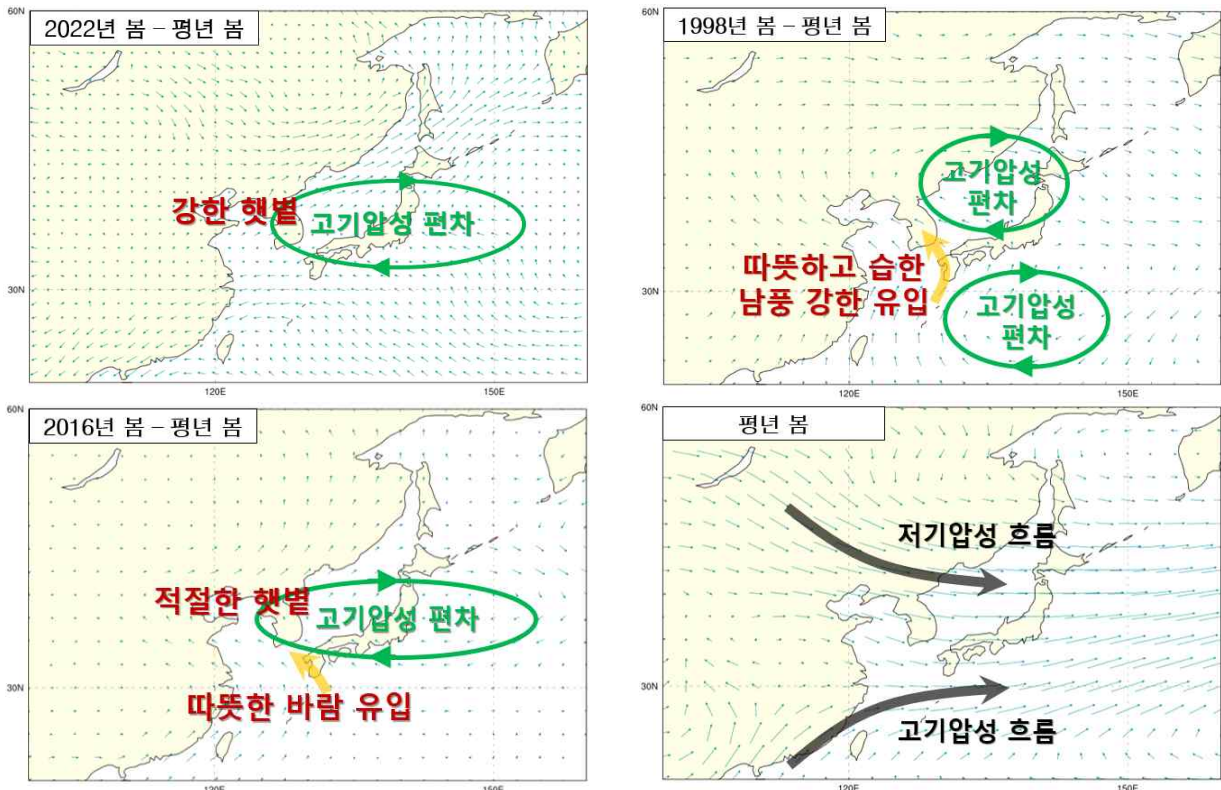 2022년 봄 – 평년 봄
60N
강한 햇볕
고기압성 편차
30N
120E
150E
1998년 봄 – 평년 봄
60N
고기압성
편차
따뜻하고 습한
남풍 강한 유입
고기압성
편차
30N
120E
150E
2016년 봄 – 평년 봄
60N
적절한 햇볕
고기압성 편차
따뜻한 바람 유입
30N
120E
150E
평년 봄
60N
저기압성 흐름
고기압성 흐름
30N
120E
150E